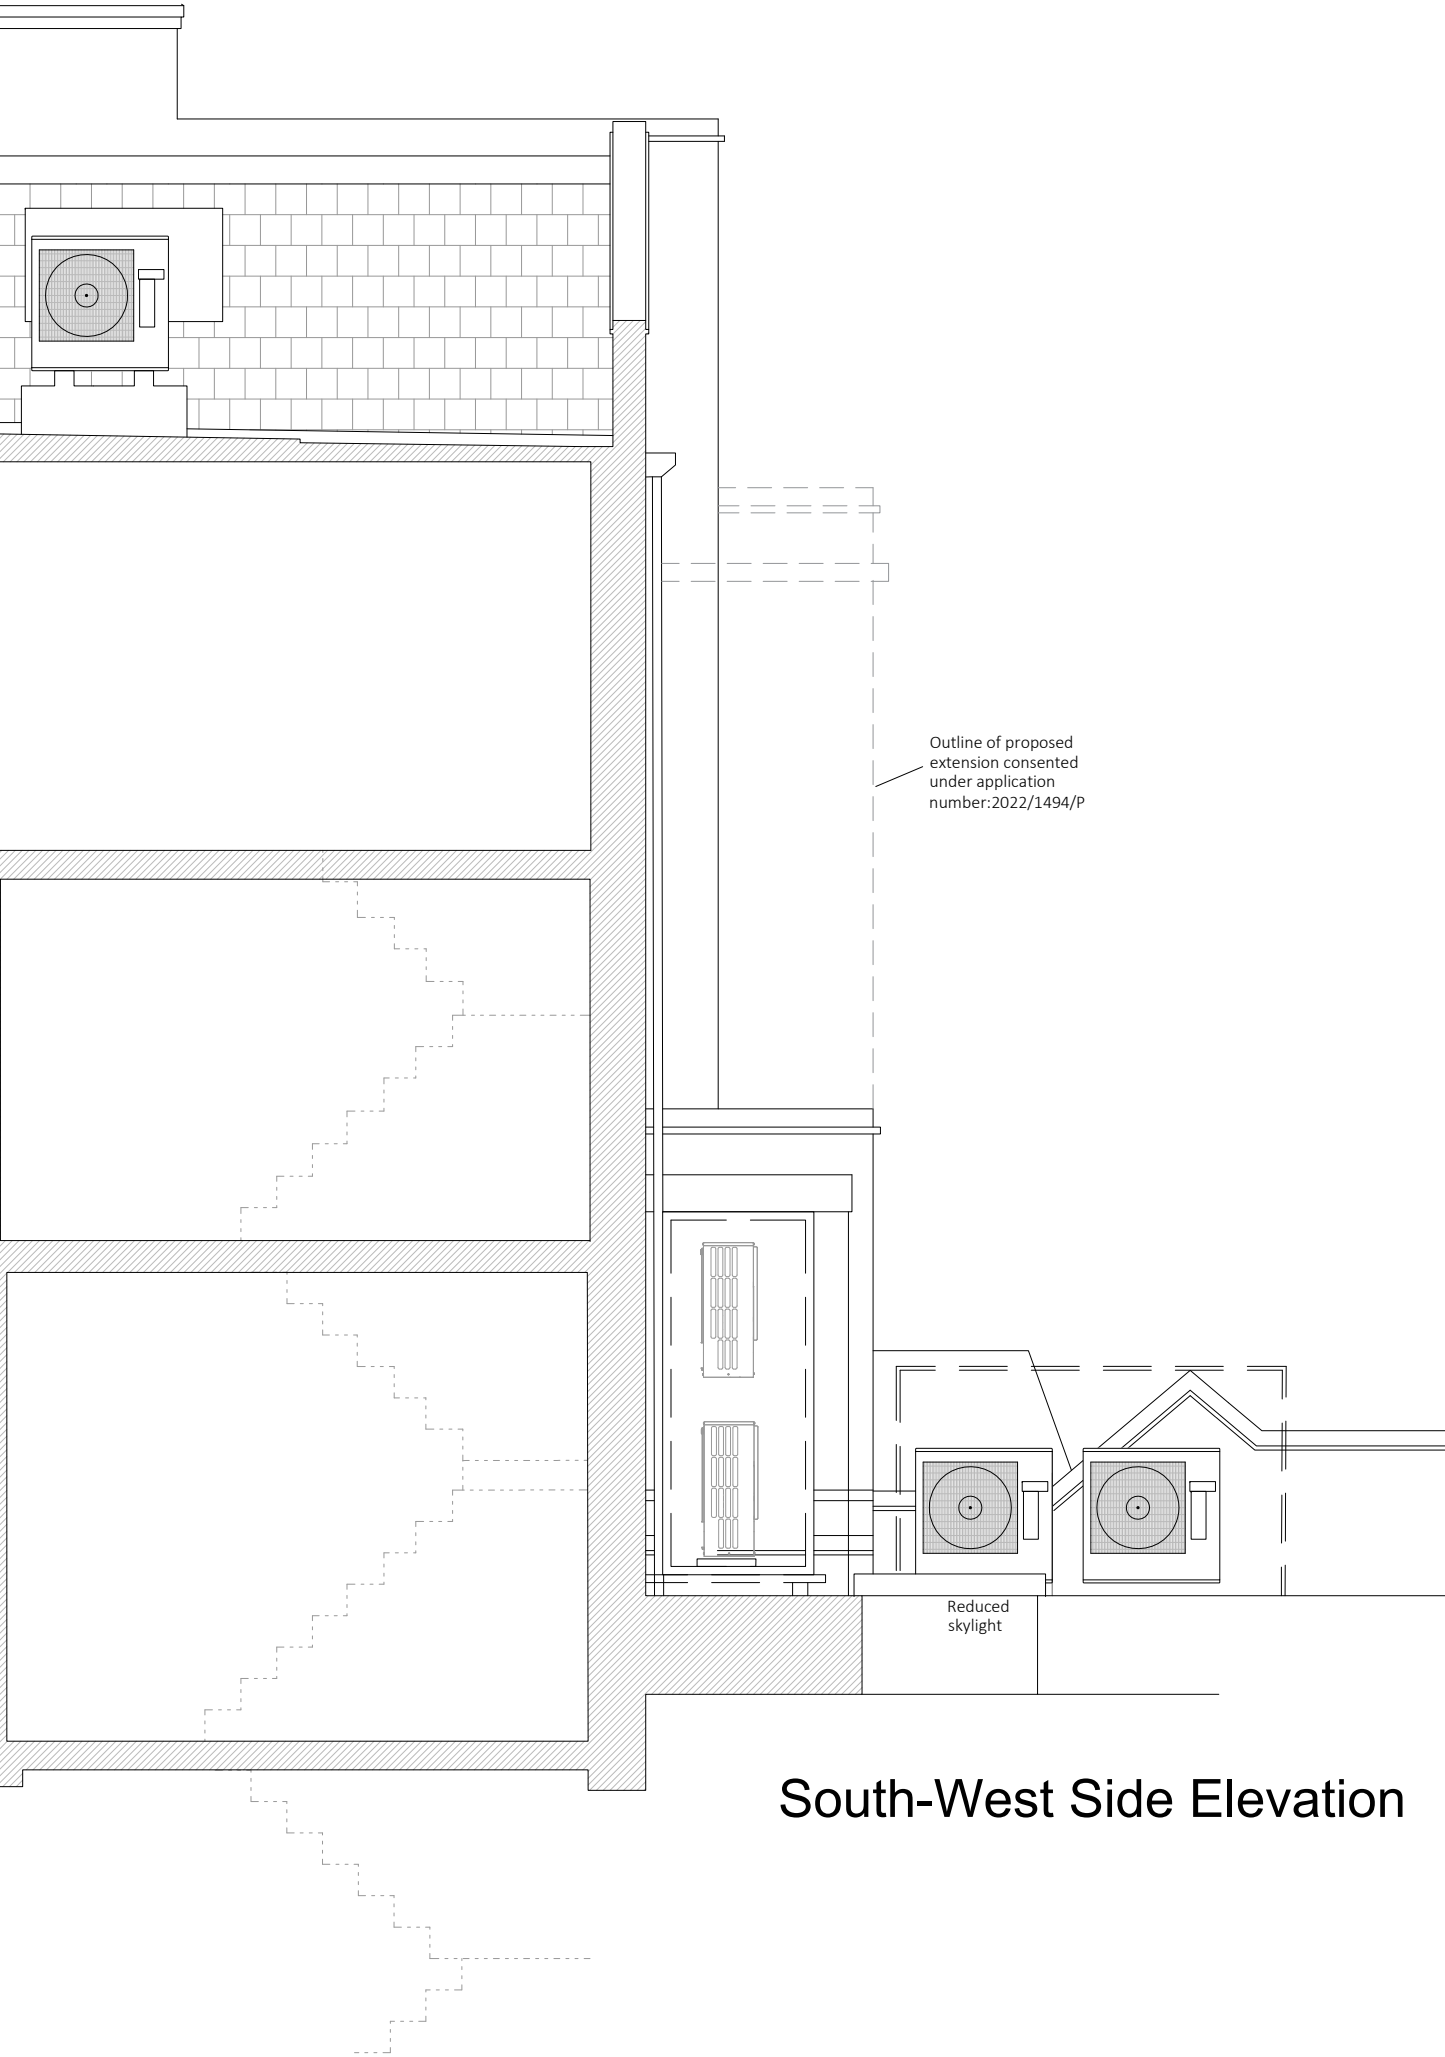 Outline of proposed
extension consented
under application
number:2022/1494/P
Reduced
skylight
South-West Side Elevation